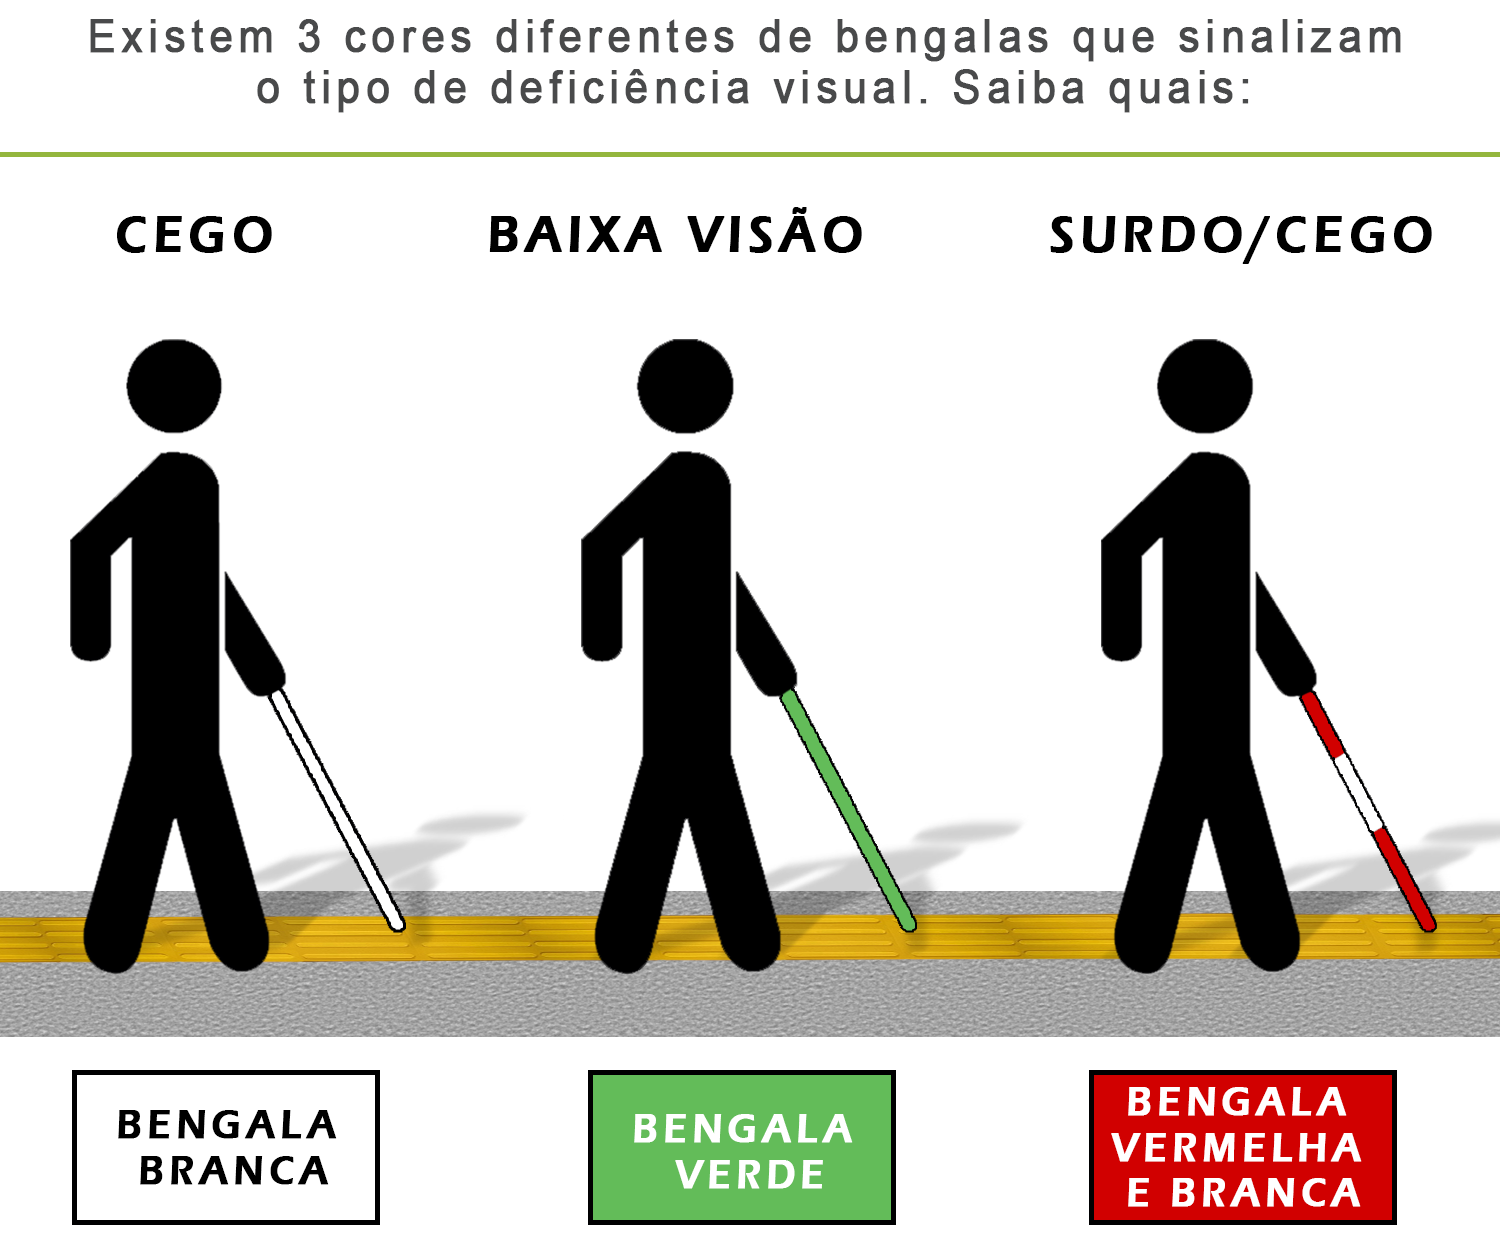 Existem 3 cores diferentes de bengalas que sinalizam
o tipo de deficiência visual. Saiba quais:
CEGO
BAIXA VISÃO
SURDO/CEGO
BENGALA
BRANCA
BENGALA
VERDE
BENGALA
VERMELHA
E BRANCA